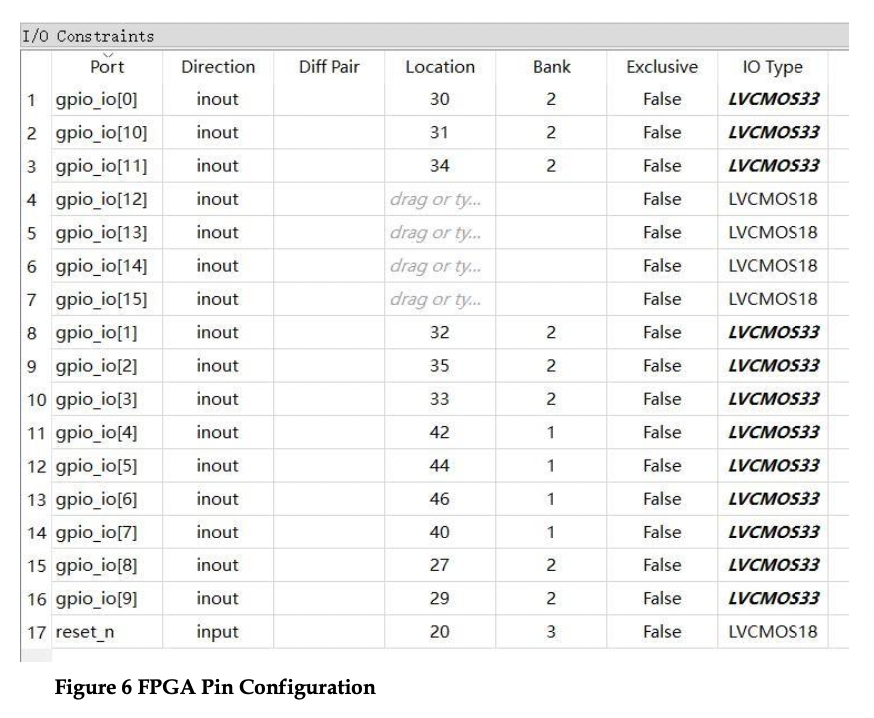 I/O Constraints
Port Direction Diff Pair Location Bank Exclusive IO Type
1 gpio_io[0] inout 30 2 False LVCMOS33
2 gpio_io[10] inout 31 2 False LVCMOS33
3 gpio_io[11] inout 34 2 False LVCMOS33
4 gpio_io[12] inout drag or ty... False LVCMOS18
5 gpio_io[13] inout drag or ty... False LVCMOS18
6 gpio_io[14] inout drag or ty... False LVCMOS18
7 gpio_io[15] inout drag or ty... False LVCMOS18
8 gpio_io[1] inout 32 2 False LVCMOS33
9 gpio_io[2] inout 35 2 False LVCMOS33
10 gpio_io[3] inout 33 2 False LVCMOS33
11 gpio_io[4] inout 42 1 False LVCMOS33
12 gpio_io[5] inout 44 1 False LVCMOS33
13 gpio_io[6] inout 46 1 False LVCMOS33
14 gpio_io[7] inout 40 1 False LVCMOS33
15 gpio_io[8] inout 27 2 False LVCMOS33
16 gpio_io[9] inout 29 2 False LVCMOS33
17 reset_n input 20 3 False LVCMOS18
Figure 6 FPGA Pin Configuration